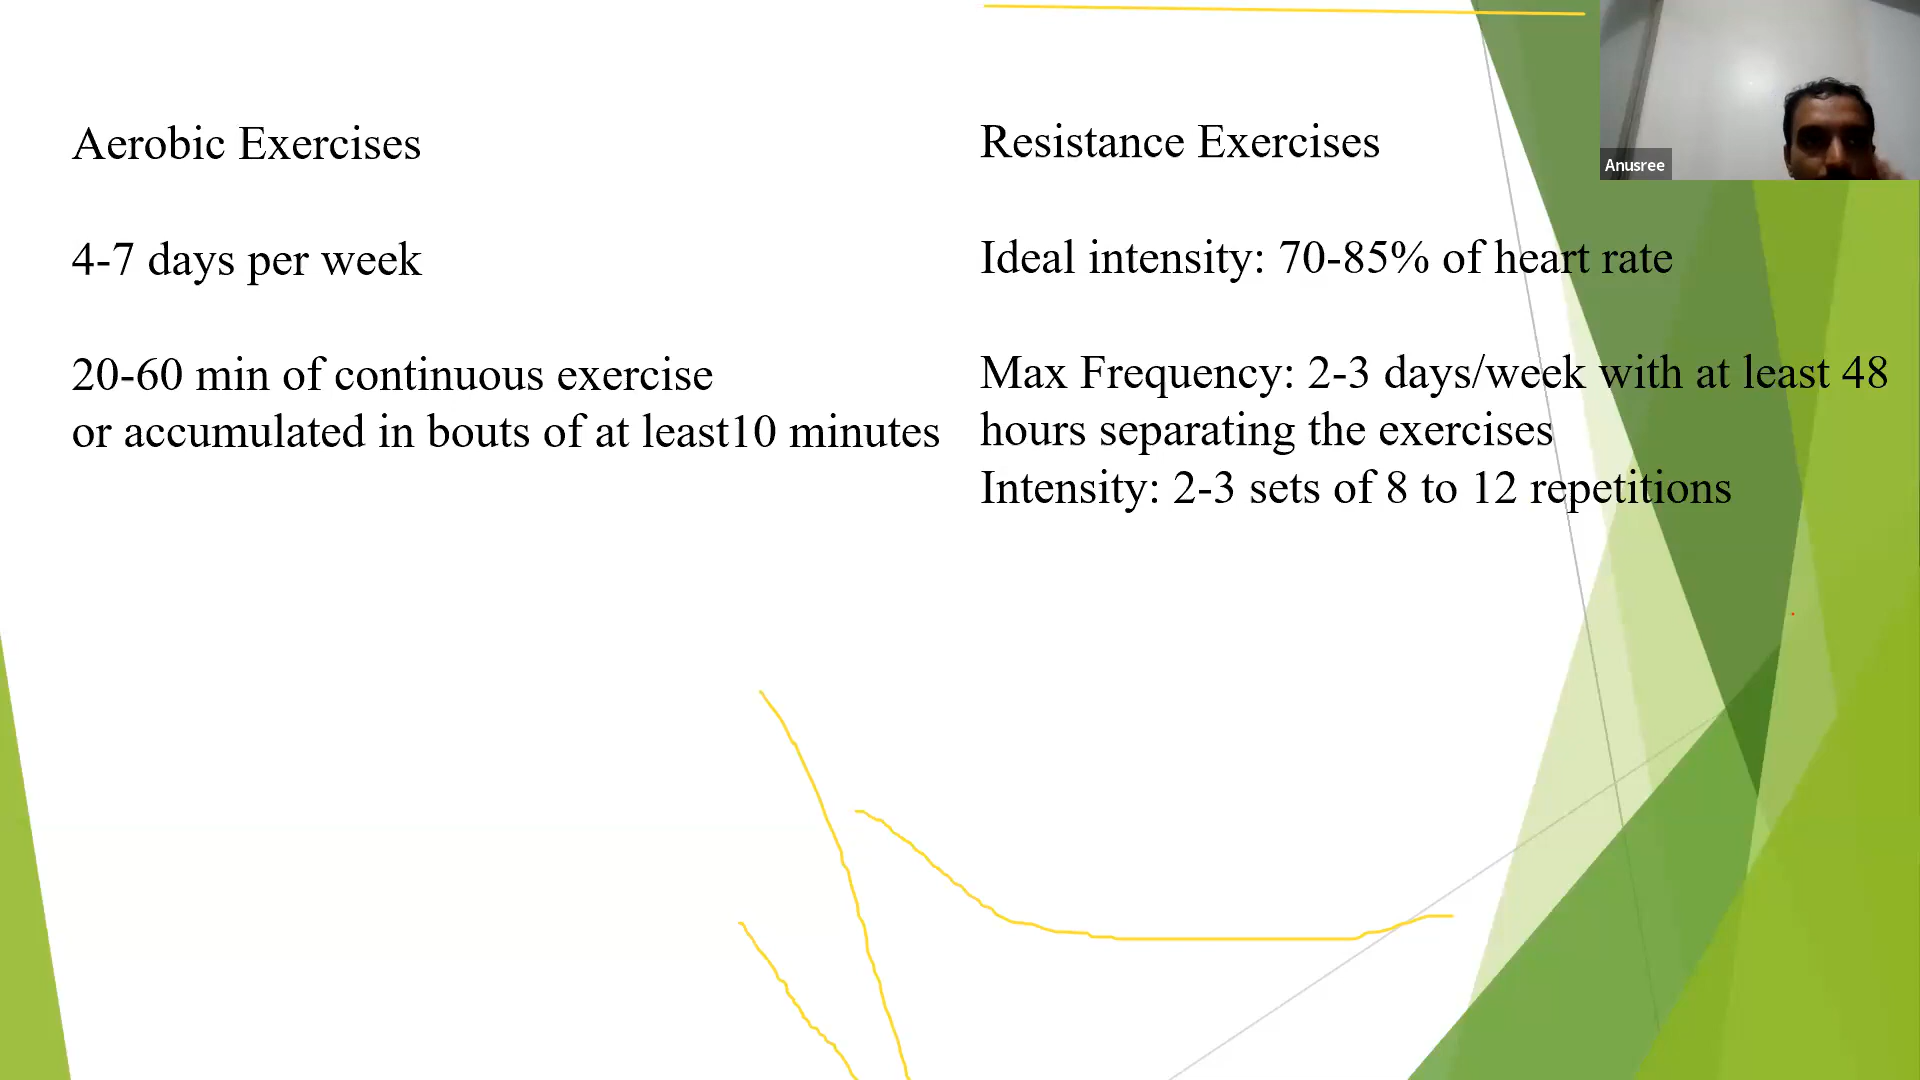 Aerobic Exercises
4-7 days per week
20-60 min of continuous exercise
or accumulated in bouts of at least10 minutes
Resistance Exercises
Ideal intensity: 70-85% of heart rate
Max Frequency: 2-3 days/week with at least 48
hours separating the exercises
Intensity: 2-3 sets of 8 to 12 repetitions
Anusree